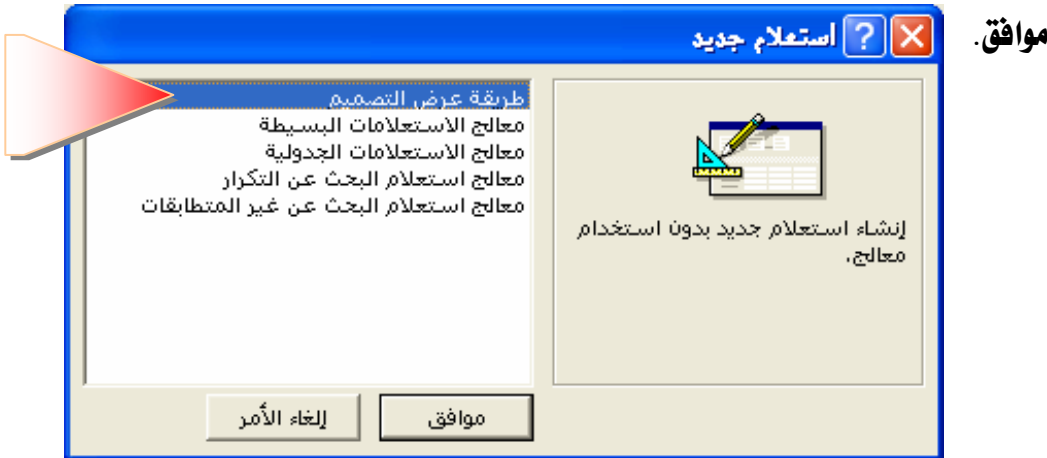 موافق.
استعلام جديد
إنشاء استعلام جديد بدون استخدام
معالج.
طريقة عرض التصميم
معالج الاستعلامات البسيطة
معالج الاستعلامات الجدولية
معالج استعلام البحث عن التكرار
معالج استعلام البحث عن غير المتطابقات
موافق
إلغاء الأمر